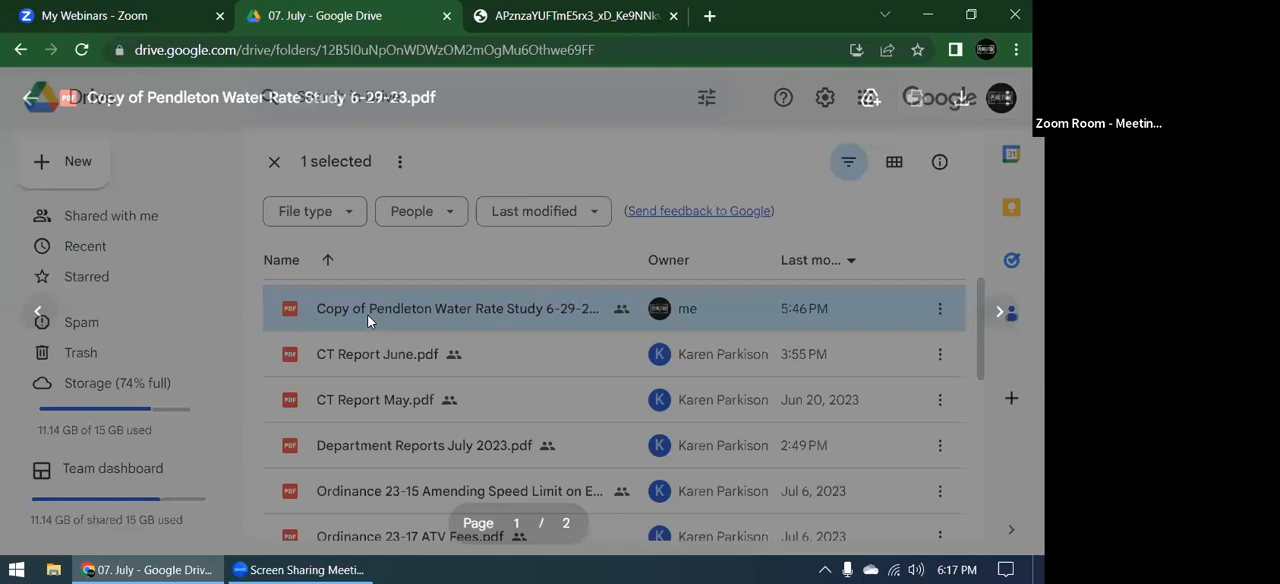 My Webinars - Zoom
07. July - Google Drive
APznzaYUFTmE5rx3_xD_Ke9NNk
drive.google.com/drive/folders/12B5I0uNpOnWDWzOM2mOgMu6Othwe69FF
Copy of Pendleton Water Rate Study 6-29-23.pdf
Google
Zoom Room - Meetin...
New
1 selected
Shared with me
Recent
Starred
Spam
Trash
Storage (74% full)
11.14 GB of 15 GB used
Team dashboard
11.14 GB of shared 15 GB used
File type
People
Last modified
(Send feedback to Google)
Name
Owner
Last mo...
Copy of Pendleton Water Rate Study 6-29-2...
me
5:46 PM
CT Report June.pdf
K Karen Parkison
3:55 PM
CT Report May.pdf
K Karen Parkison
Jun 20, 2023
Department Reports July 2023.pdf
K Karen Parkison
2:49 PM
Ordinance 23-15 Amending Speed Limit on E...
K Karen Parkison
Jul 6, 2023
Ordinance 23-17 ATV Fees.pdf
K Karen Parkison
Jul 6, 2023
Page 1 / 2
07. July - Google Driv...
Screen Sharing Meeti...
6:17 PM